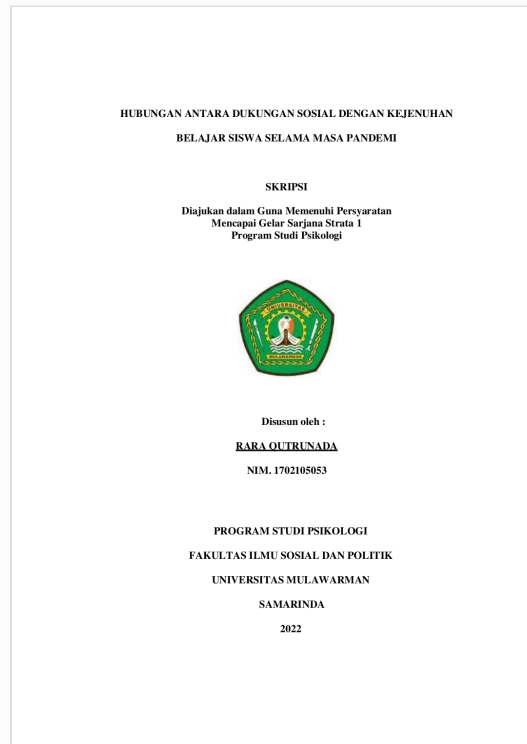 HUBUNGAN ANTARA DUKUNGAN SOSIAL DENGAN KEJENUHAN
BELAJAR SISWA SELAMA MASA PANDEMI
SKRIPSI
Diajukan dalam Guna Memenuhi Persyaratan
Mencapai Gelar Sarjana Strata 1
Program Studi Psikologi
UNIVERSITAS
MULAWARMAN
Disusun oleh :
RARA QUTRUNADA
NIM. 1702105053
PROGRAM STUDI PSIKOLOGI
FAKULTAS ILMU SOSIAL DAN POLITIK
UNIVERSITAS MULAWARMAN
SAMARINDA
2022